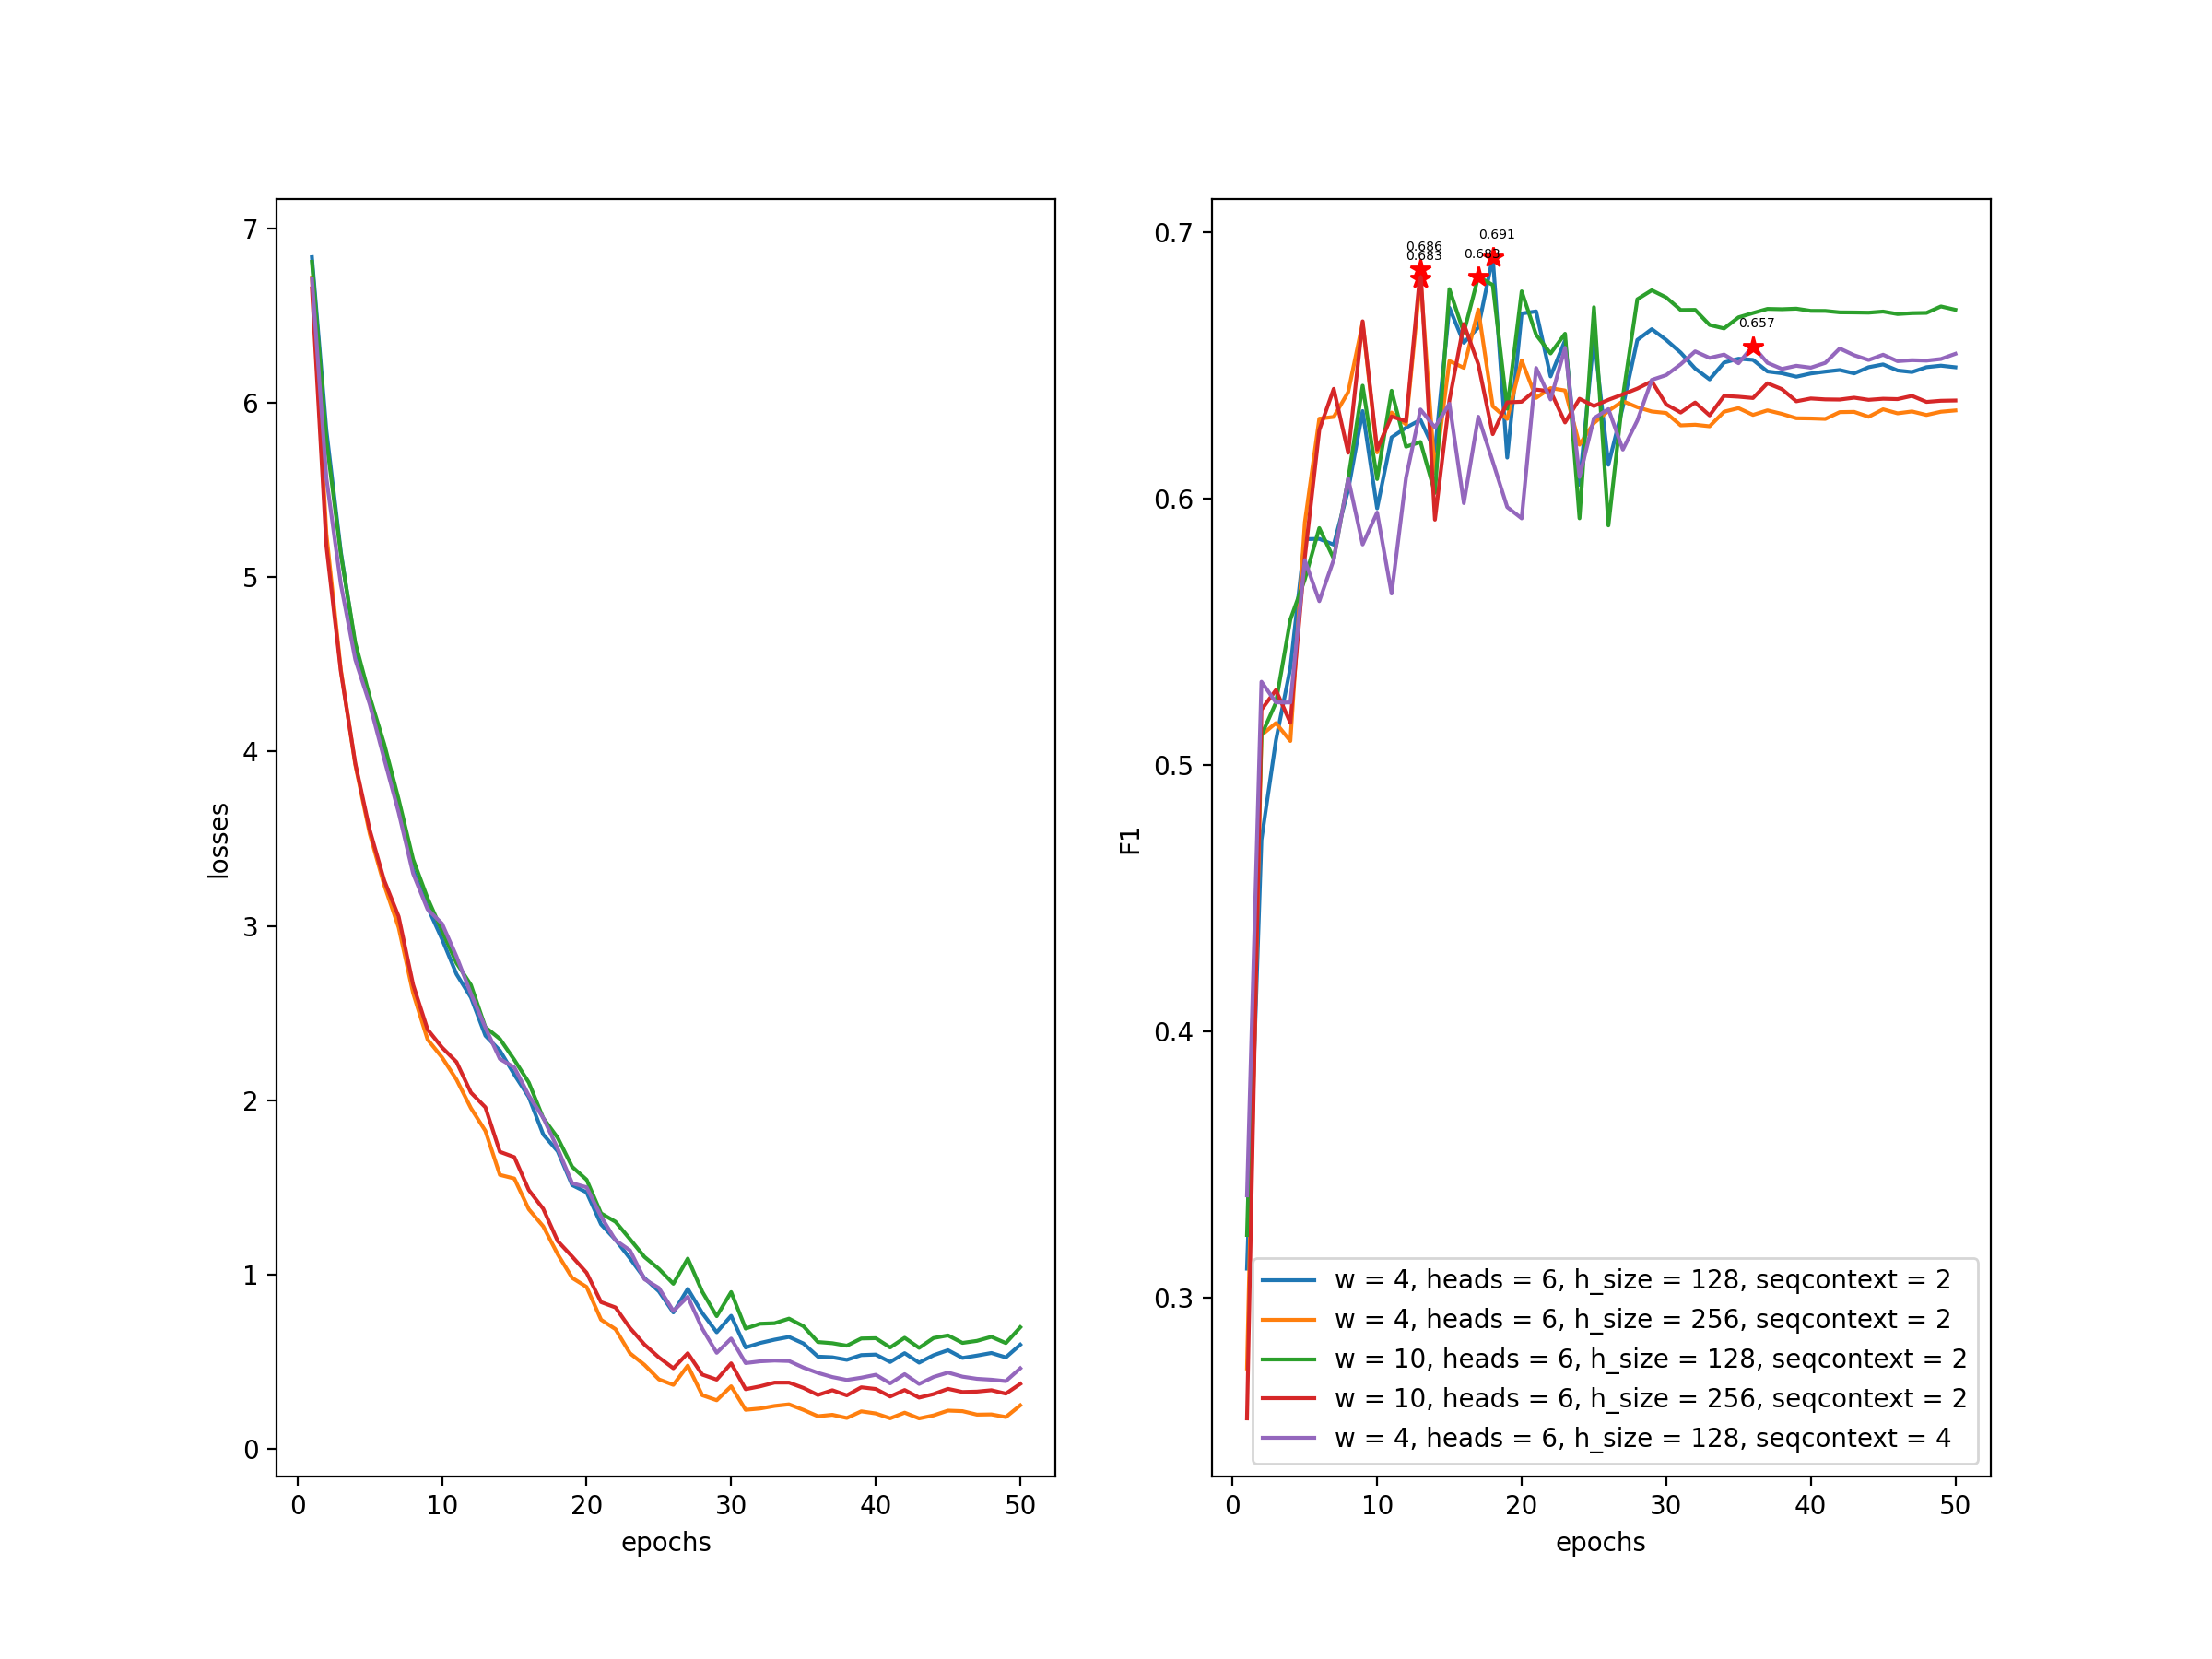 7
6
5
4
3
2
1
0
losses
0 10 20 30 40 50
epochs
0.7
0.6
0.5
0.4
0.3
F1
0.691
0.686
0.683
0.683
0.657
w = 4, heads = 6, h_size = 128, seqcontext = 2
w = 4, heads = 6, h_size = 256, seqcontext = 2
w = 10, heads = 6, h_size = 128, seqcontext = 2
w = 10, heads = 6, h_size = 256, seqcontext = 2
w = 4, heads = 6, h_size = 128, seqcontext = 4
0 10 20 30 40 50
epochs